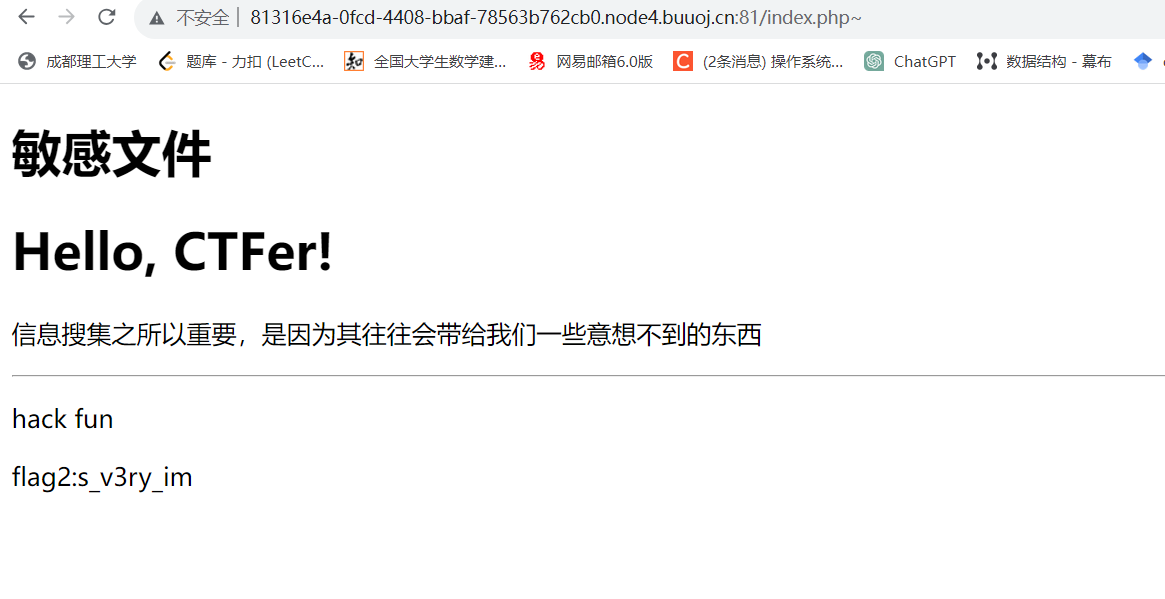 不安全 | 81316e4a-0fcd-4408-bbaf-78563b762cb0.node4.buuoj.cn:81/index.php~
成都理工大学 题库 - 力扣 (LeetC... 全国大学生数学建... 网易邮箱6.0版 (2条消息) 操作系统... ChatGPT 数据结构 - 幕布
敏感文件
Hello, CTFer!
信息搜集之所以重要，是因为其往往会带给我们一些意想不到的东西
hack fun
flag2:s_v3ry_im